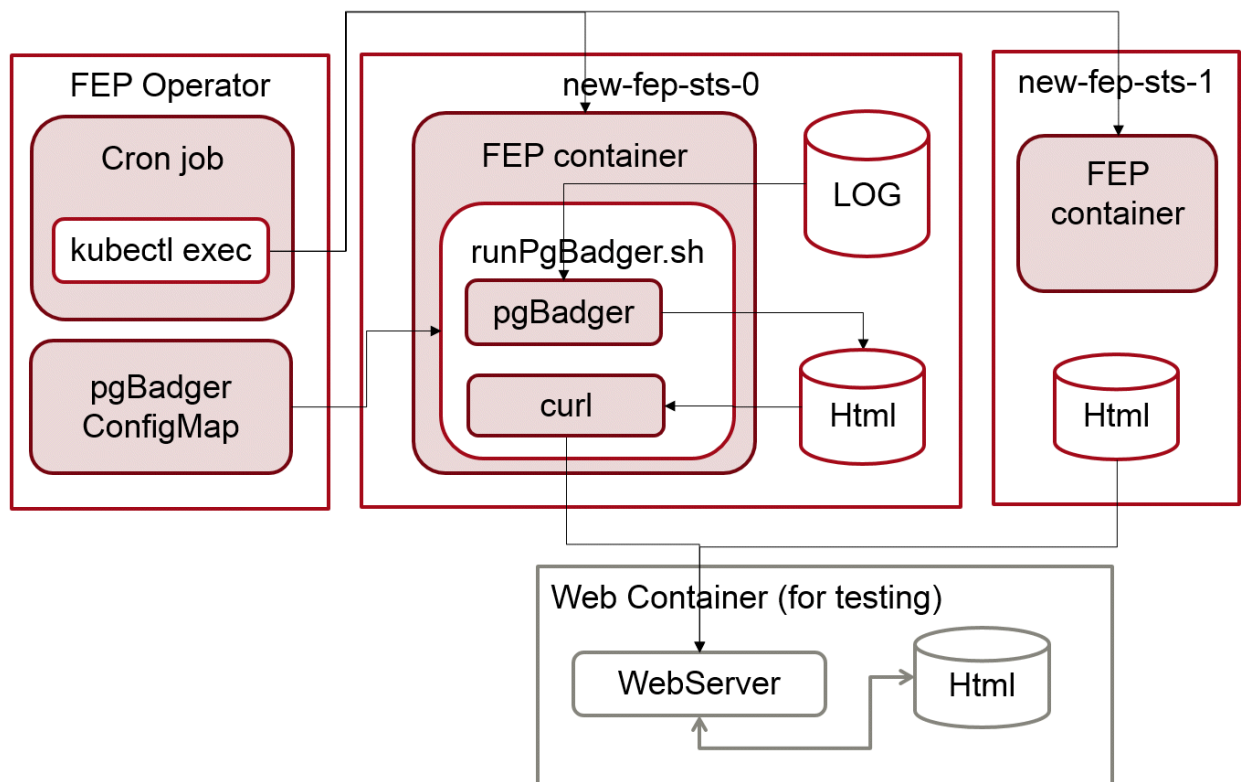 FEP Operator
Cron job
kubectl exec
pgBadger
ConfigMap
new-fep-sts-0
FEP container
LOG
runPgBadger.sh
pgBadger
curl
Html
new-fep-sts-1
FEP
container
Html
Web Container (for testing)
WebServer
Html